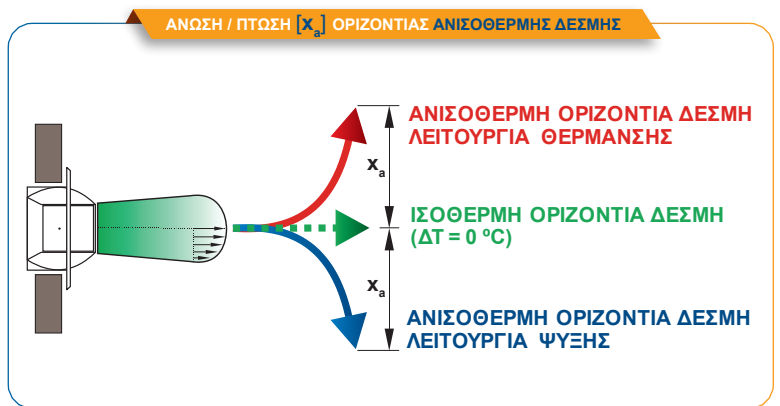 ΑΝΩΣΗ / ΠΤΩΣΗ [xₐ] ΟΡΙΖΟΝΤΙΑΣ ΑΝΙΣΟΘΕΡΜΗΣ ΔΕΣΜΗΣ
ΑΝΙΣΟΘΕΡΜΗ ΟΡΙΖΟΝΤΙΑ ΔΕΣΜΗ
ΛΕΙΤΟΥΡΓΙΑ ΘΕΡΜΑΝΣΗΣ
xₐ
ΙΣΟΘΕΡΜΗ ΟΡΙΖΟΝΤΙΑ ΔΕΣΜΗ
(ΔΤ = 0 ºC)
xₐ
ΑΝΙΣΟΘΕΡΜΗ ΟΡΙΖΟΝΤΙΑ ΔΕΣΜΗ
ΛΕΙΤΟΥΡΓΙΑ ΨΥΞΗΣ